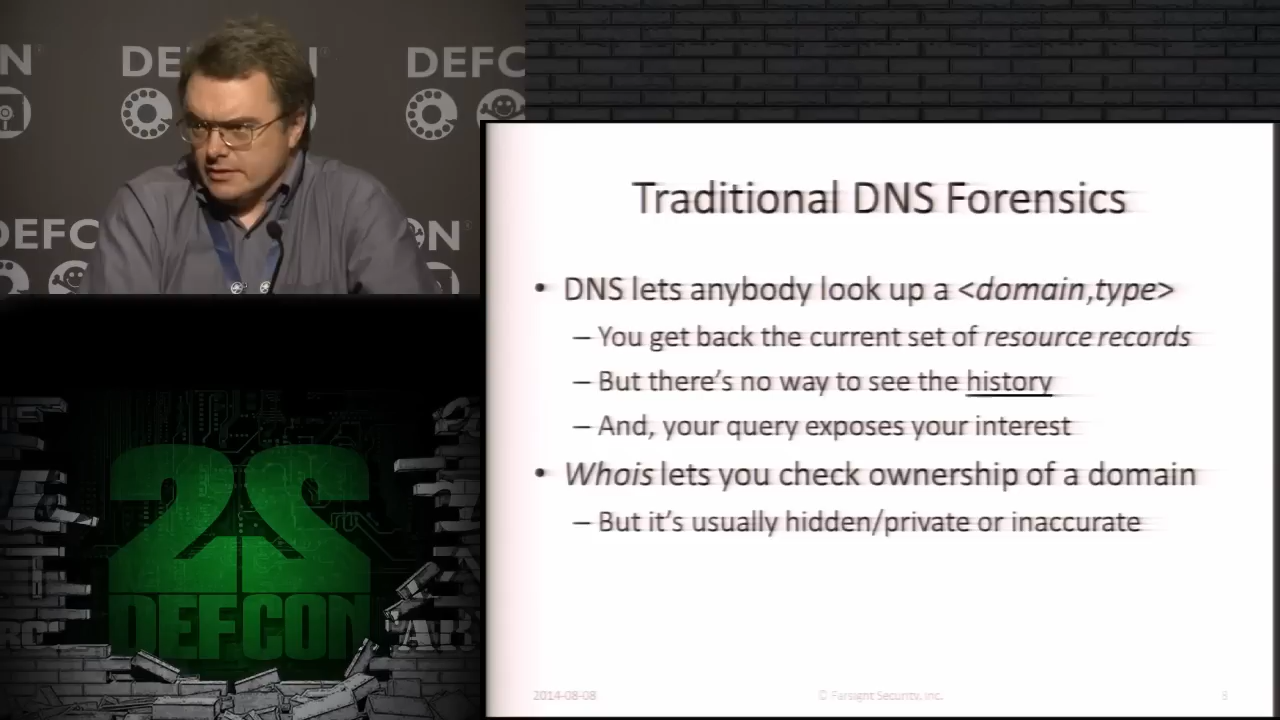 N
DEFCON
DEFC
DEFC
ON
Traditional DNS Forensics
• DNS lets anybody look up a <domain,type>
– You get back the current set of resource records
– But there's no way to see the history
– And, your query exposes your interest
• Whois lets you check ownership of a domain
– But it's usually hidden/private or inaccurate
2014-08-08
© Farsight Security, Inc.
8
22
DEFCON